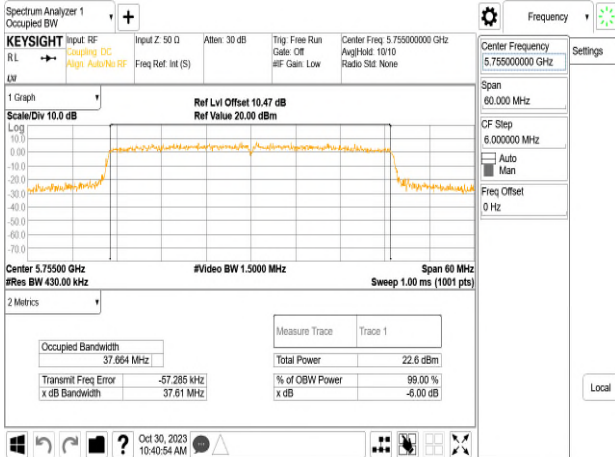 Spectrum Analyzer 1
Occupied BW
Frequency
KEYSIGHT Input: RF Input Z: 50 Ω Atten: 30 dB Trig: Free Run Center Freq: 5.755000000 GHz
RL Coupling: DC Gate: Off Avg|Hold: 10/10
Align: Auto/No RF Freq Ref: Int (S) #IF Gain: Low Radio Std: None
Center Frequency
5.755000000 GHz
Settings
Span
60.000 MHz
CF Step
6.000000 MHz
Auto
Man
Freq Offset
0 Hz
Local
1 Graph
Ref Lvl Offset 10.47 dB
Scale/Div 10.0 dB Ref Value 20.00 dBm
Log
10.0
0.00
-10.0
-20.0
-30.0
-40.0
-50.0
-60.0
-70.0
Center 5.75500 GHz #Video BW 1.5000 MHz Span 60 MHz
#Res BW 430.00 kHz Sweep 1.00 ms (1001 pts)
2 Metrics
Measure Trace Trace 1
Occupied Bandwidth
37.664 MHz
Total Power 22.6 dBm
Transmit Freq Error -57.285 kHz % of OBW Power 99.00 %
x dB Bandwidth 37.61 MHz x dB -6.00 dB
? Oct 30, 2023
10:40:54 AM